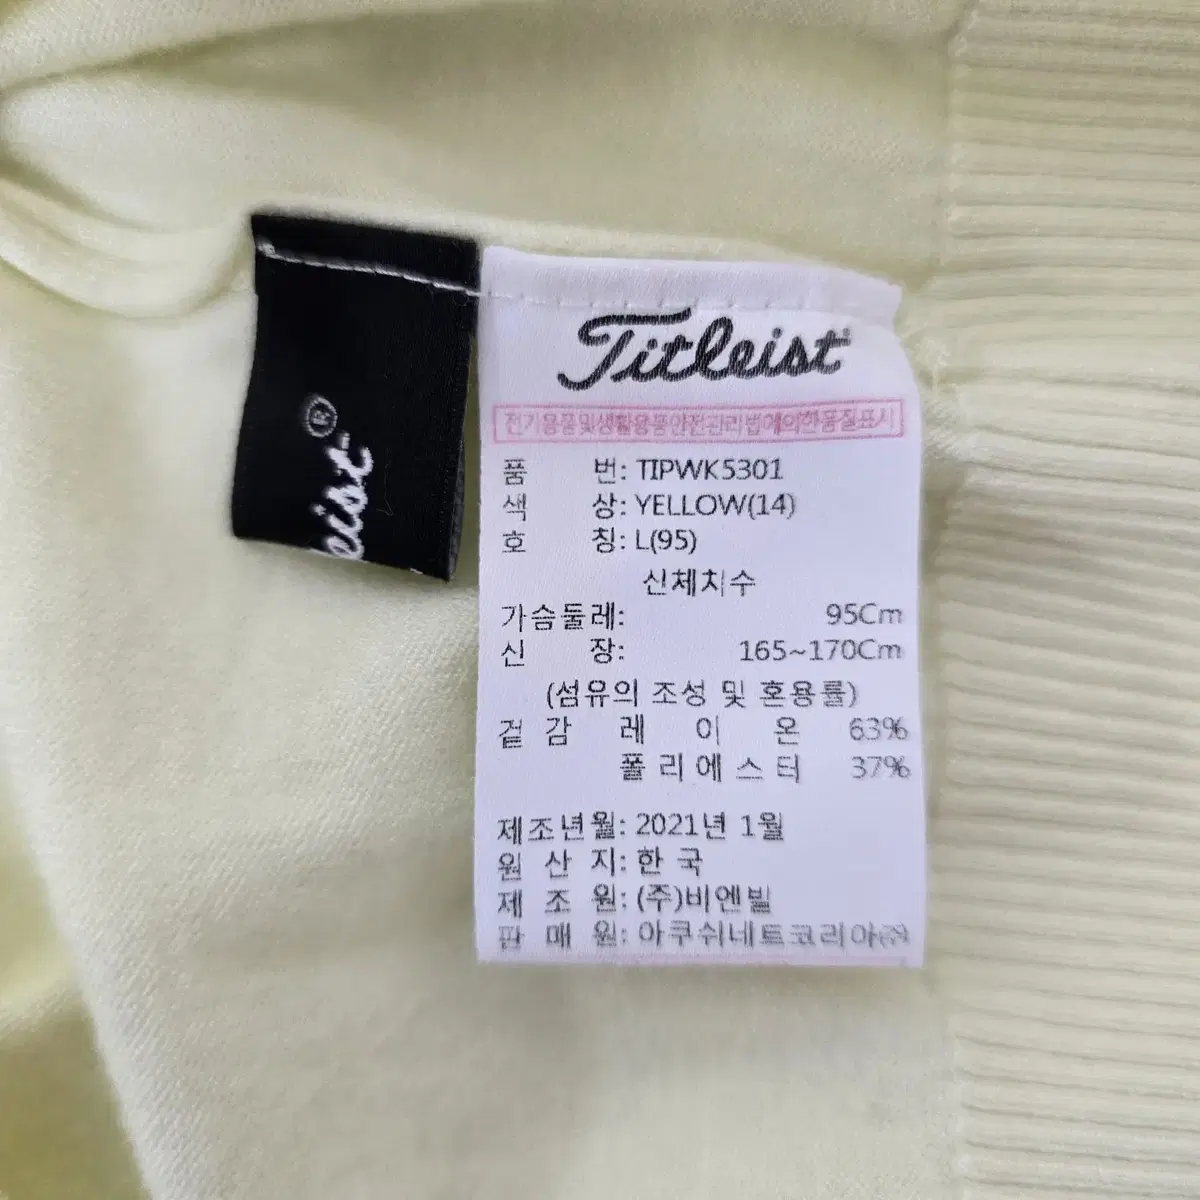 Titleist
전기용품및생활용품안전관리법에의한품질표시
품 번: TIPWK5301
색 상: YELLOW(14)
호 칭: L(95)
신체치수
가슴둘레: 95Cm
신 장: 165~170Cm
(섬유의 조성 및 혼용률)
겉감 레이온 63%
폴리에스터 37%
제조년월: 2021년 1월
원산지: 한국
제조원: (주)비엔빌
판매원: 아쿠쉬네트코리아㈜
®
leist